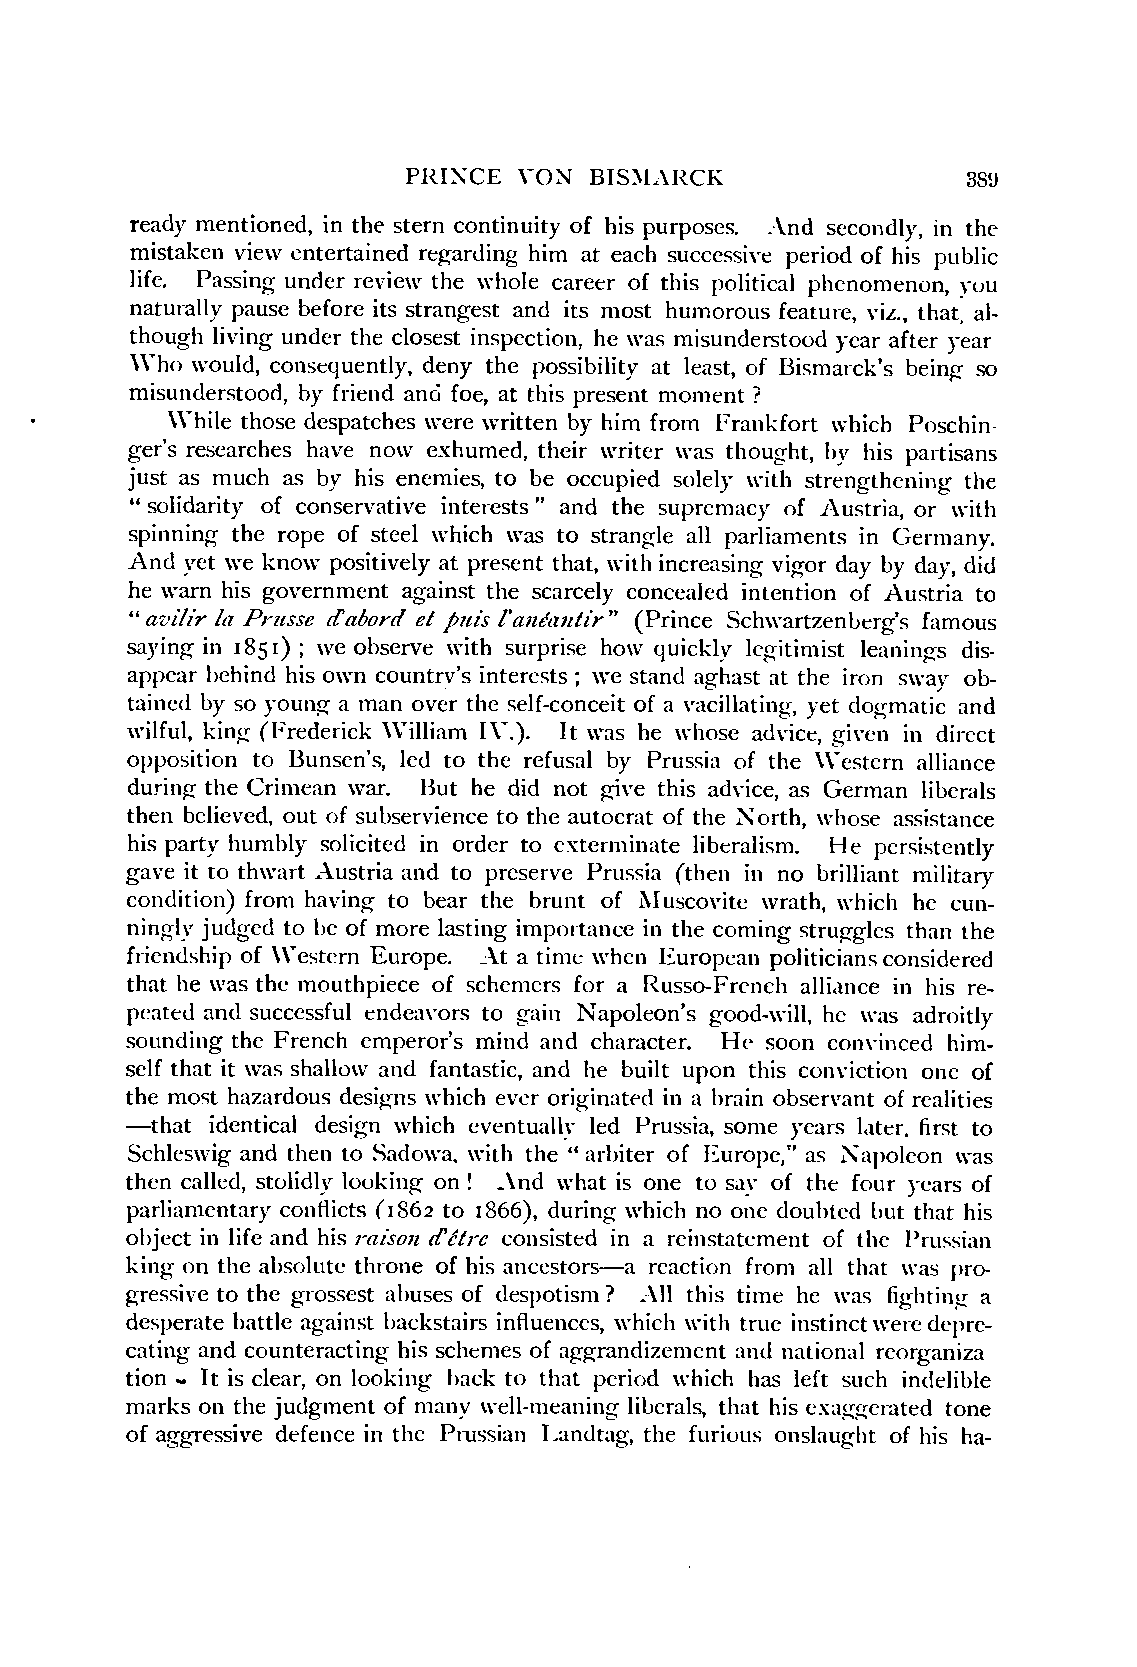 PRINCE VON BISMARCK 389
ready mentioned, in the stern continuity of his purposes. And secondly, in the
mistaken view entertained regarding him at each successive period of his public
life. Passing under review the whole career of this political phenomenon, you
naturally pause before its strangest and its most humorous feature, viz., that, al-
though living under the closest inspection, he was misunderstood year after year
Who would, consequently, deny the possibility at least, of Bismarck's being so
misunderstood, by friend and foe, at this present moment ?
While those despatches were written by him from Frankfort which Poschin-
ger's researches have now exhumed, their writer was thought, by his partisans
just as much as by his enemies, to be occupied solely with strengthening the
" solidarity of conservative interests " and the supremacy of Austria, or with
spinning the rope of steel which was to strangle all parliaments in Germany.
And yet we know positively at present that, with increasing vigor day by day, did
he warn his government against the scarcely concealed intention of Austria to
" avilir la Prusse d'abord et puis l'anéantir " (Prince Schwartzenberg's famous
saying in 1851) ; we observe with surprise how quickly legitimist leanings dis-
appear behind his own country's interests ; we stand aghast at the iron sway ob-
tained by so young a man over the self-conceit of a vacillating, yet dogmatic and
wilful, king (Frederick William IV.). It was he whose advice, given in direct
opposition to Bunsen's, led to the refusal by Prussia of the Western alliance
during the Crimean war. But he did not give this advice, as German liberals
then believed, out of subservience to the autocrat of the North, whose assistance
his party humbly solicited in order to exterminate liberalism. He persistently
gave it to thwart Austria and to preserve Prussia (then in no brilliant military
condition) from having to bear the brunt of Muscovite wrath, which he cun-
ningly judged to be of more lasting importance in the coming struggles than the
friendship of Western Europe. At a time when European politicians considered
that he was the mouthpiece of schemers for a Russo-French alliance in his re-
peated and successful endeavors to gain Napoleon's good-will, he was adroitly
sounding the French emperor's mind and character. He soon convinced him-
self that it was shallow and fantastic, and he built upon this conviction one of
the most hazardous designs which ever originated in a brain observant of realities
—that identical design which eventually led Prussia, some years later, first to
Schleswig and then to Sadowa, with the " arbiter of Europe," as Napoleon was
then called, stolidly looking on ! And what is one to say of the four years of
parliamentary conflicts (1862 to 1866), during which no one doubted but that his
object in life and his raison d'être consisted in a reinstatement of the Prussian
king on the absolute throne of his ancestors—a reaction from all that was pro-
gressive to the grossest abuses of despotism ? All this time he was fighting a
desperate battle against backstairs influences, which with true instinct were depre-
cating and counteracting his schemes of aggrandizement and national reorganiza
tion. It is clear, on looking back to that period which has left such indelible
marks on the judgment of many well-meaning liberals, that his exaggerated tone
of aggressive defence in the Prussian Landtag, the furious onslaught of his ha-